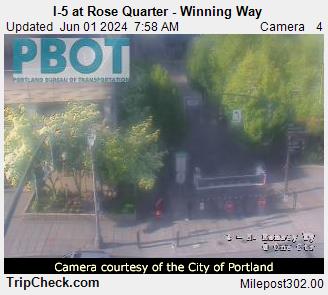 I-5 at Rose Quarter - Winning Way
Updated Jun 01 2024 7:58 AM Camera 4
PBOT
PORTLAND BUREAU OF TRANSPORTATION
Camera courtesy of the City of Portland
TripCheck.com Milepost302.00